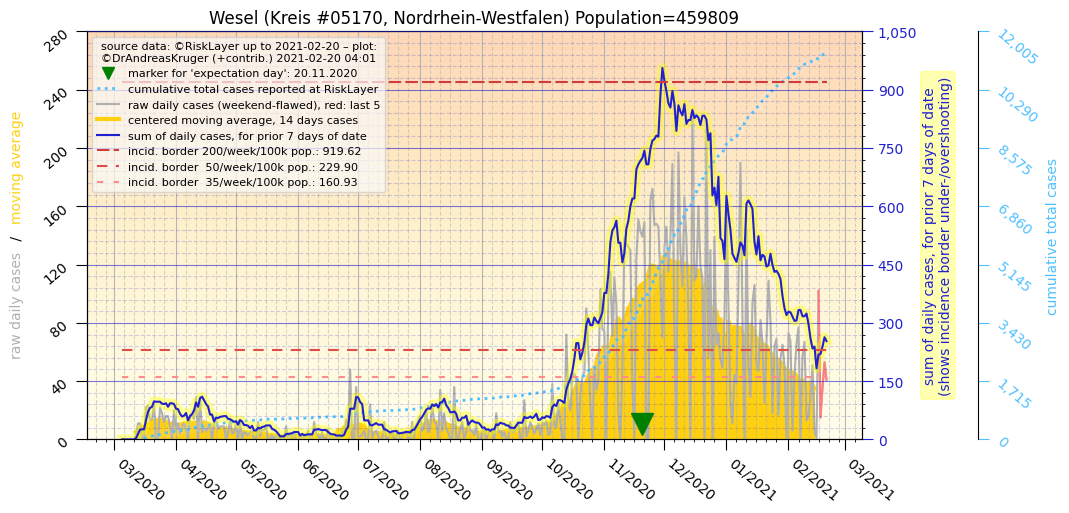 Wesel (Kreis #05170, Nordrhein-Westfalen) Population=459809
source data: ©RiskLayer up to 2021-02-20 – plot:
©DrAndreasKruger (+contrib.) 2021-02-20 04:01
marker for 'expectation day': 20.11.2020
cumulative total cases reported at RiskLayer
raw daily cases (weekend-flawed), red: last 5
centered moving average, 14 days cases
sum of daily cases, for prior 7 days of date
incid. border 200/week/100k pop.: 919.62
incid. border  50/week/100k pop.: 229.90
incid. border  35/week/100k pop.: 160.93
raw daily cases / moving average
280
240
200
160
120
80
40
0
1,050
900
750
600
450
300
150
0
sum of daily cases, for prior 7 days of date
(shows incidence border under-/overshooting)
12,005
10,290
8,575
6,860
5,145
3,430
1,715
0
cumulative total cases
03/2020
04/2020
05/2020
06/2020
07/2020
08/2020
09/2020
10/2020
11/2020
12/2020
01/2021
02/2021
03/2021